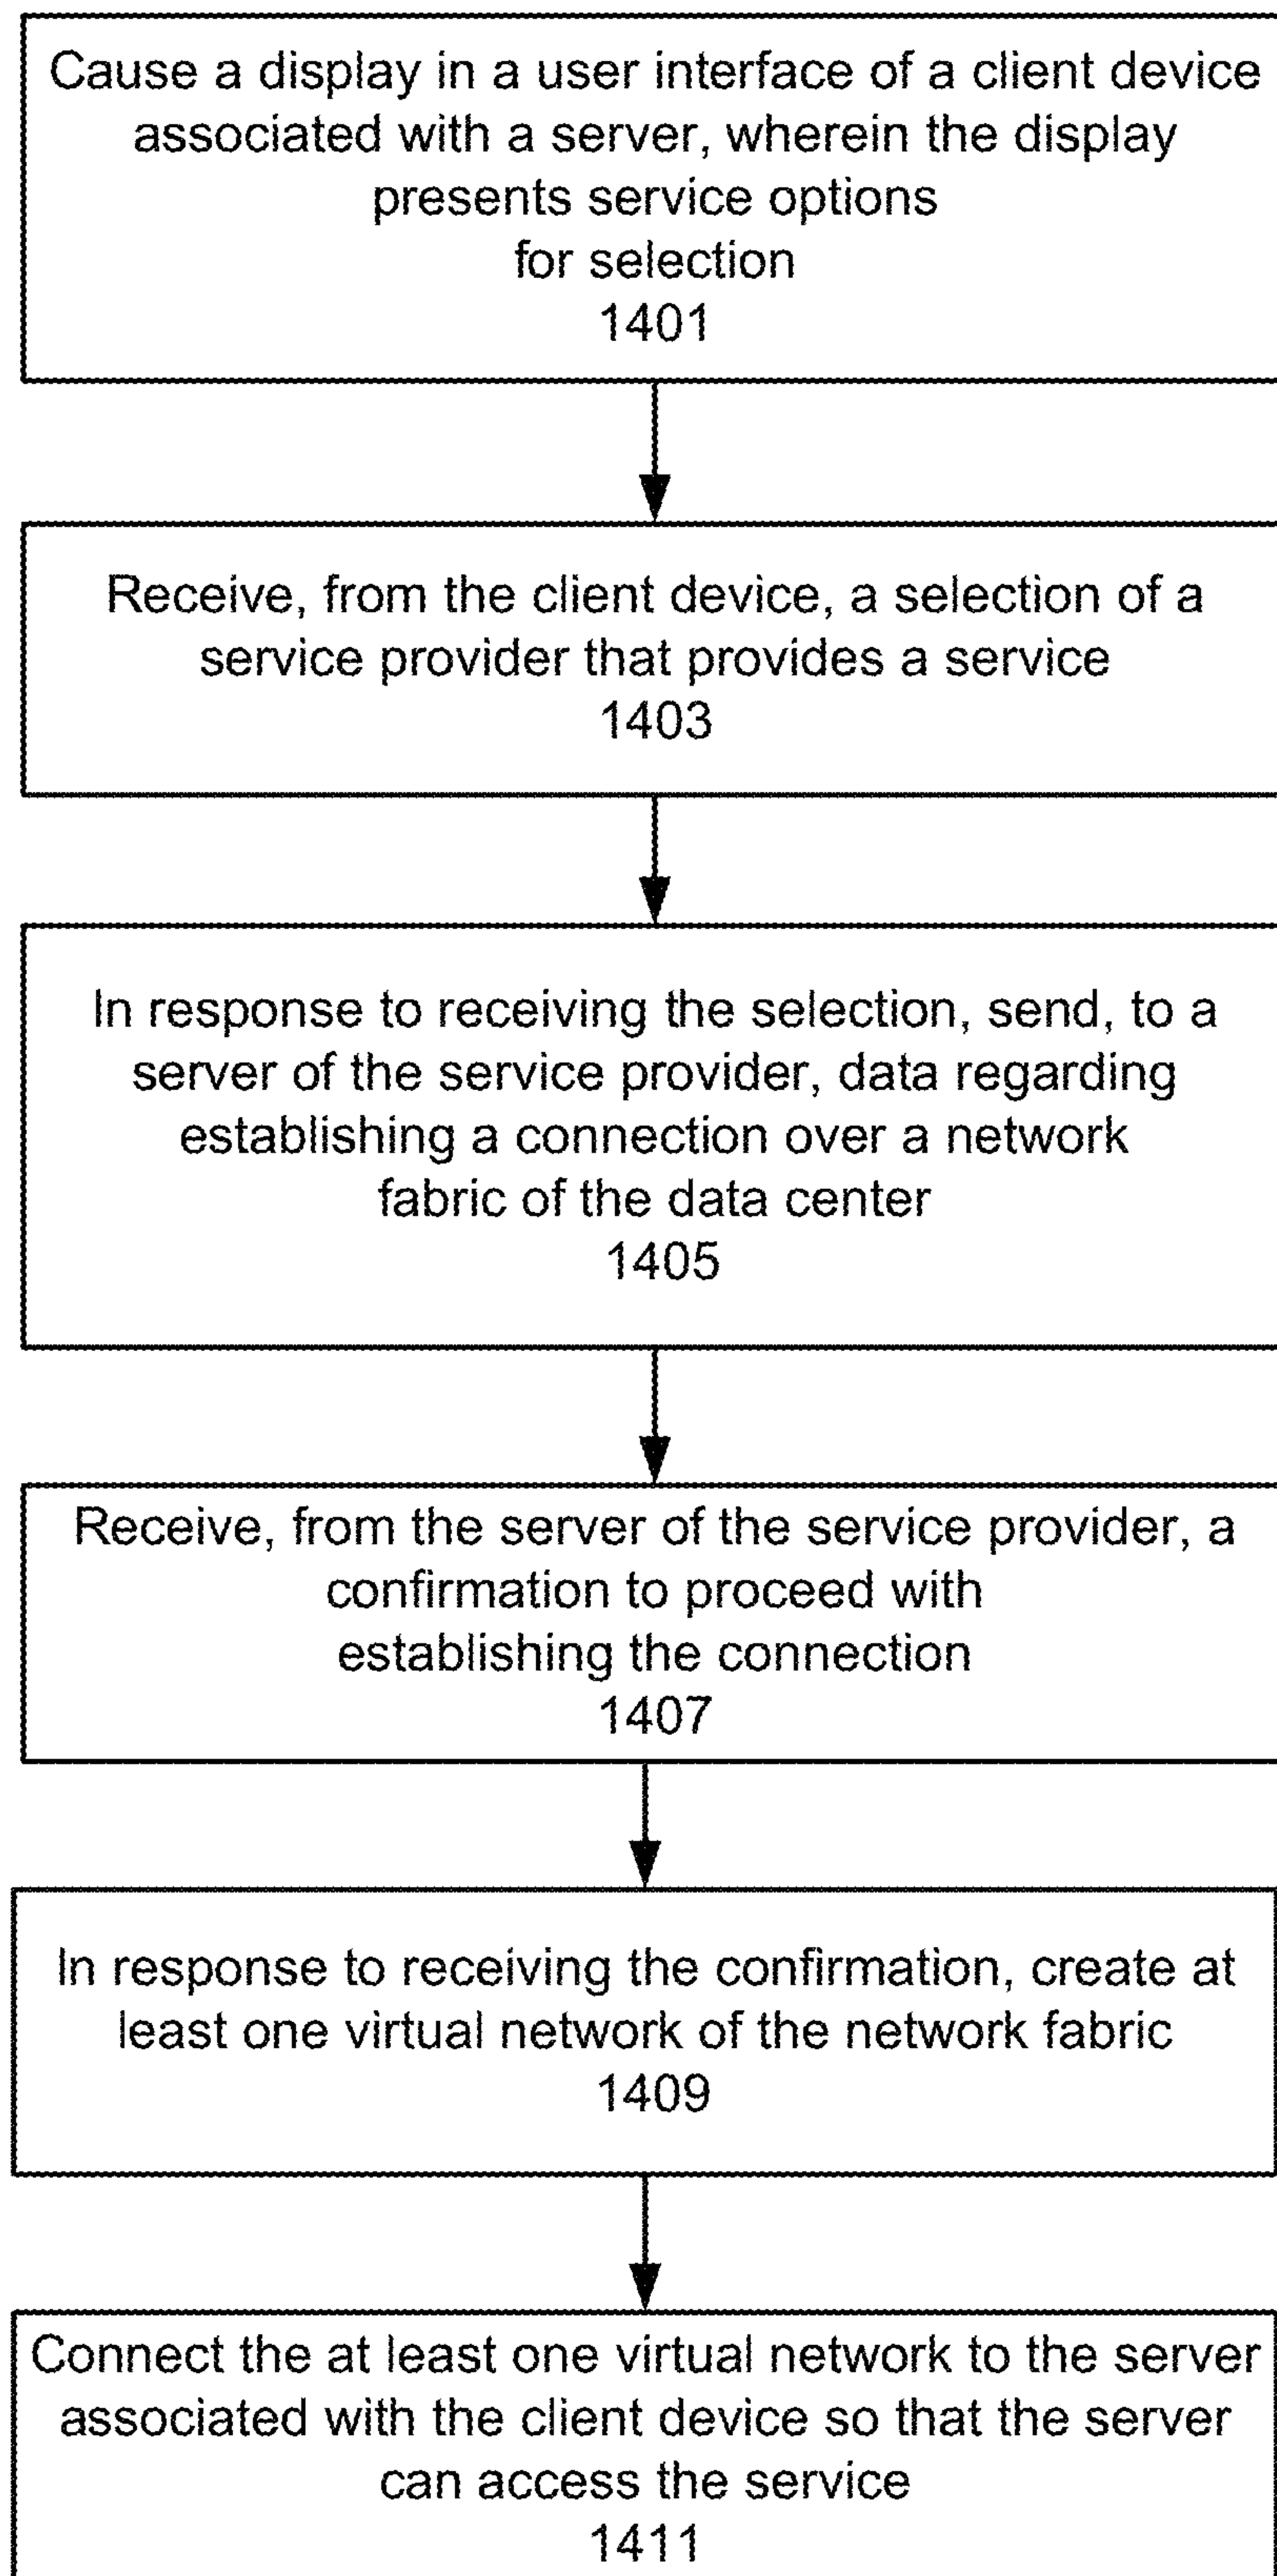 Cause a display in a user interface of a client device
associated with a server, wherein the display
presents service options
for selection
1401
Receive, from the client device, a selection of a
service provider that provides a service
1403
In response to receiving the selection, send, to a
server of the service provider, data regarding
establishing a connection over a network
fabric of the data center
1405
Receive, from the server of the service provider, a
confirmation to proceed with
establishing the connection
1407
In response to receiving the confirmation, create at
least one virtual network of the network fabric
1409
Connect the at least one virtual network to the server
associated with the client device so that the server
can access the service
1411